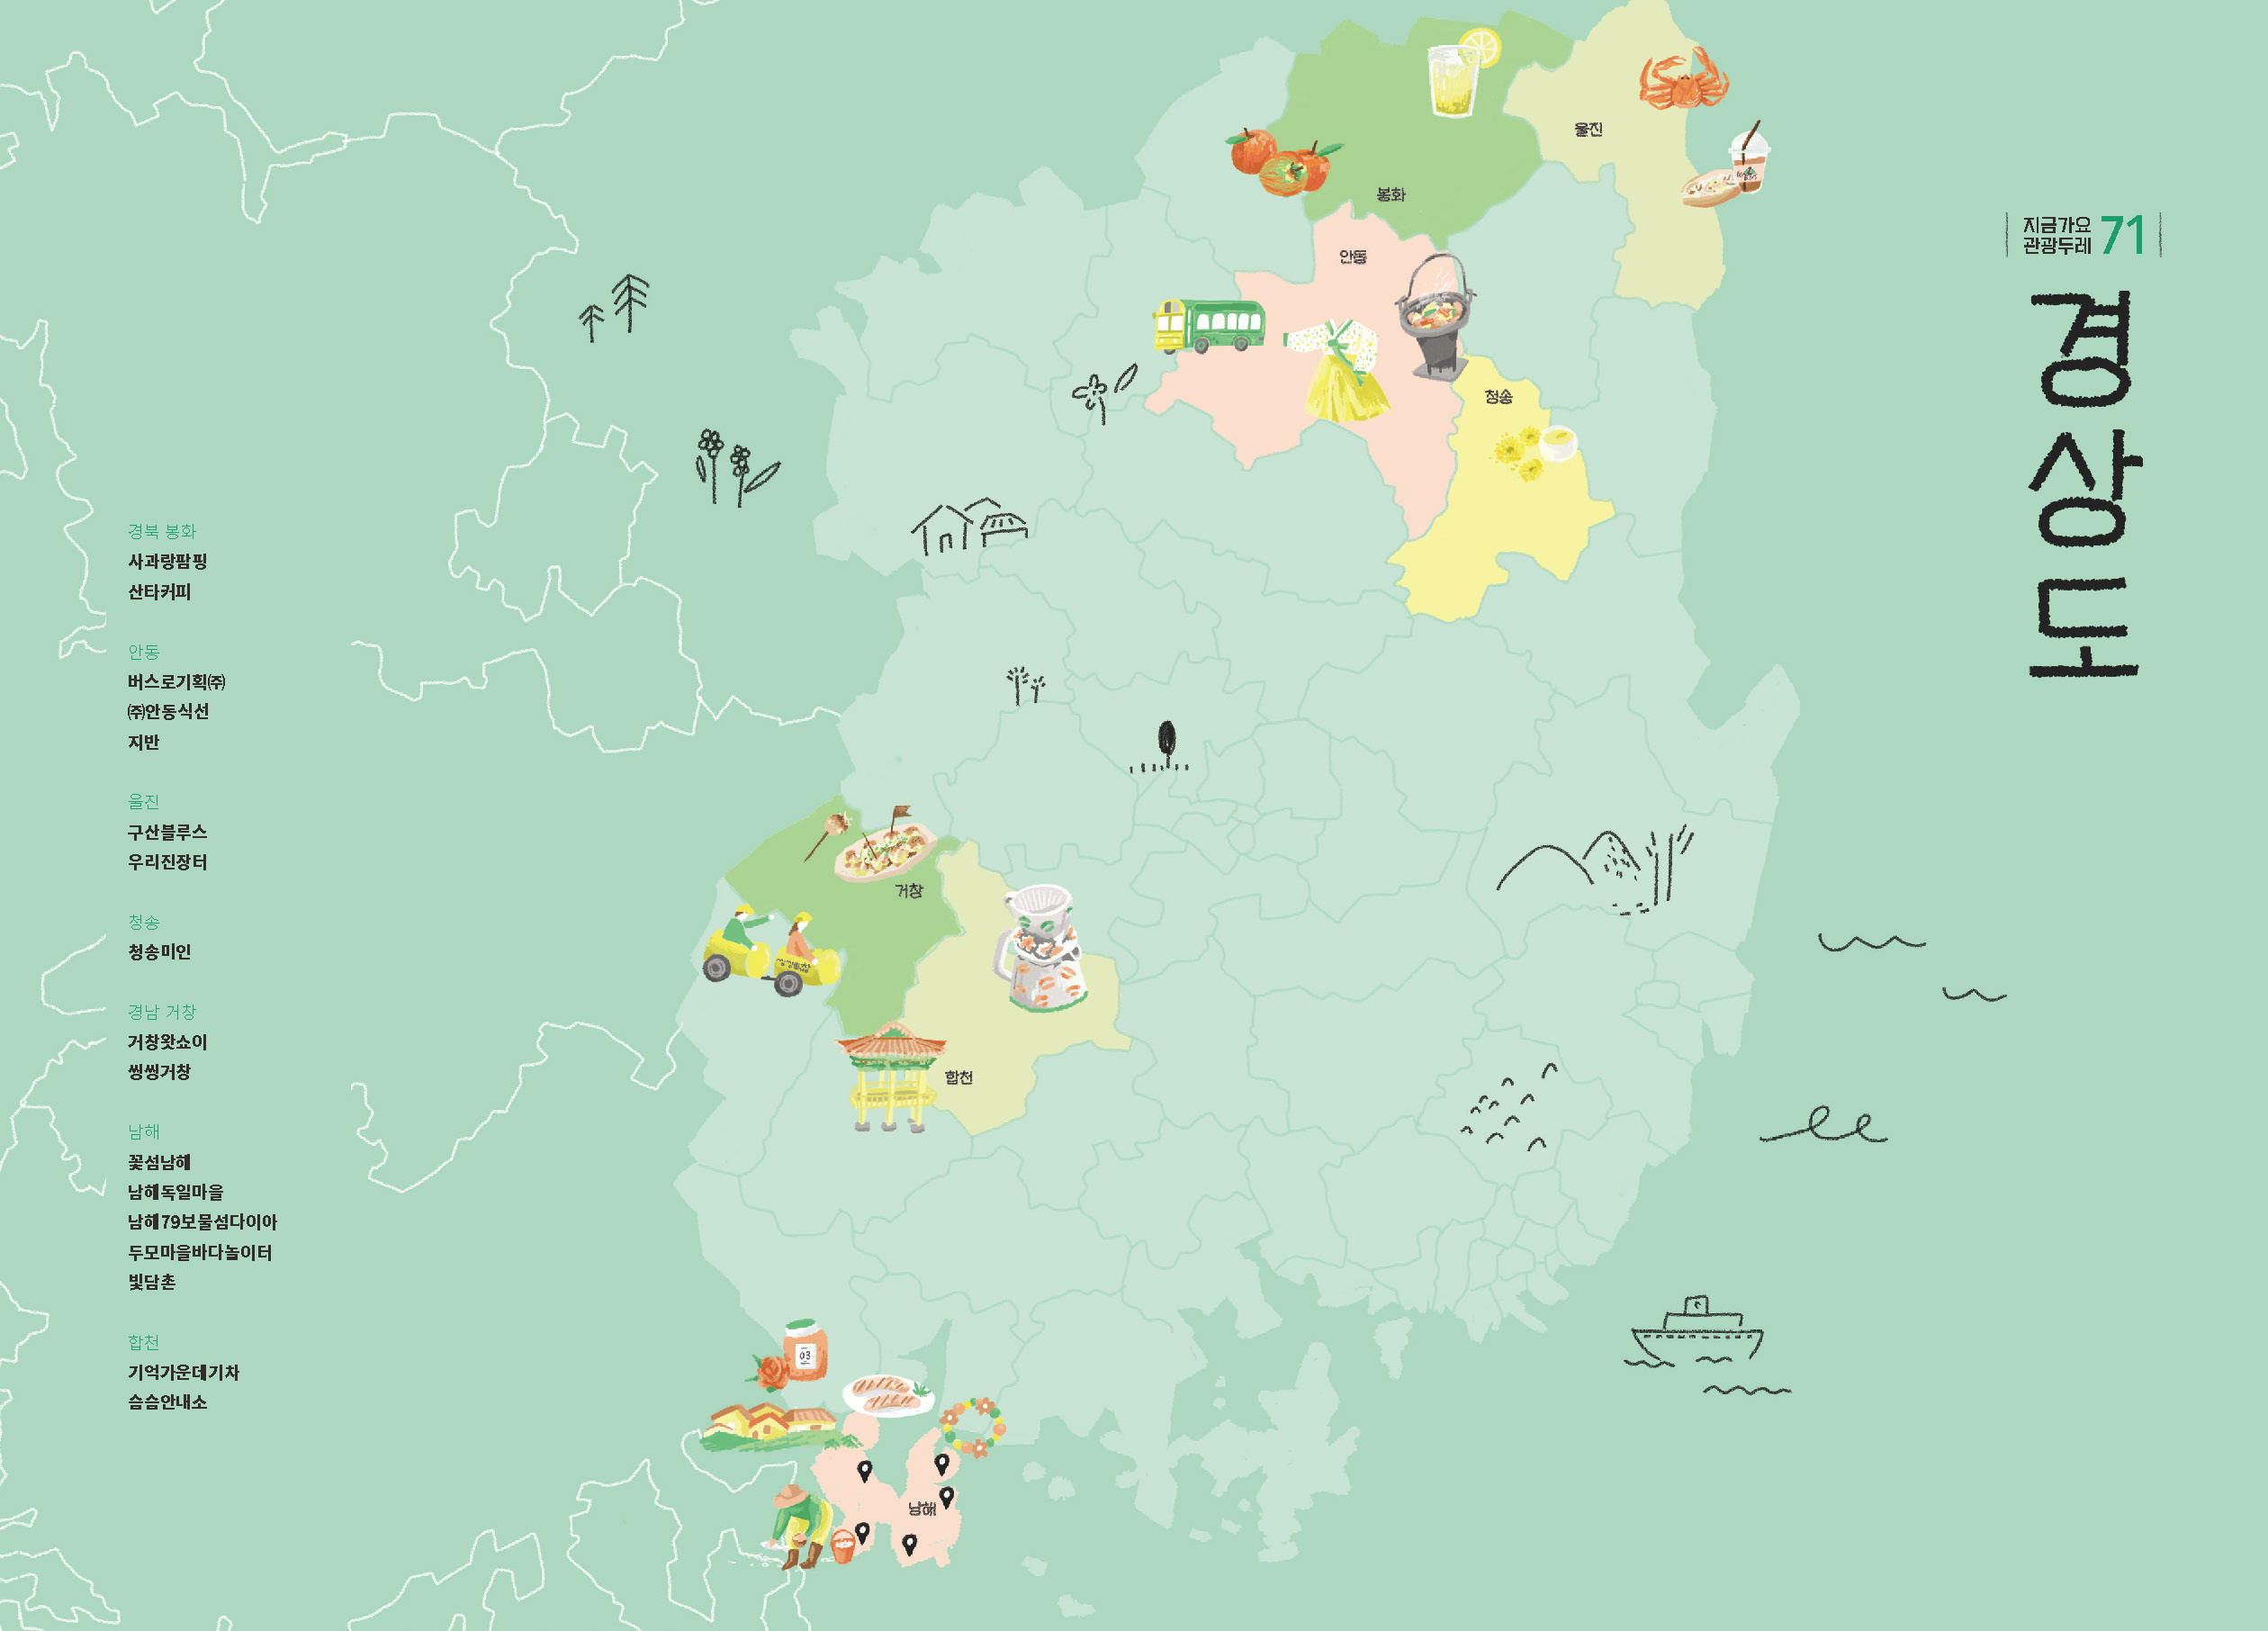 지금가요
관광두레 71
경상도
울진
봉화
안동
청송
거창
합천
남해
03
경북 봉화
사과랑팜핑
산타커피
안동
버스로기획㈜
㈜안동식선
지반
울진
구산블루스
우리진장터
청송
청송미인
경남 거창
거창왓쇼이
씽씽거창
남해
꽃섬남해
남해독일마을
남해79보물섬다이아
두모마을바다놀이터
빛담촌
합천
기억가운데기차
슴슴안내소